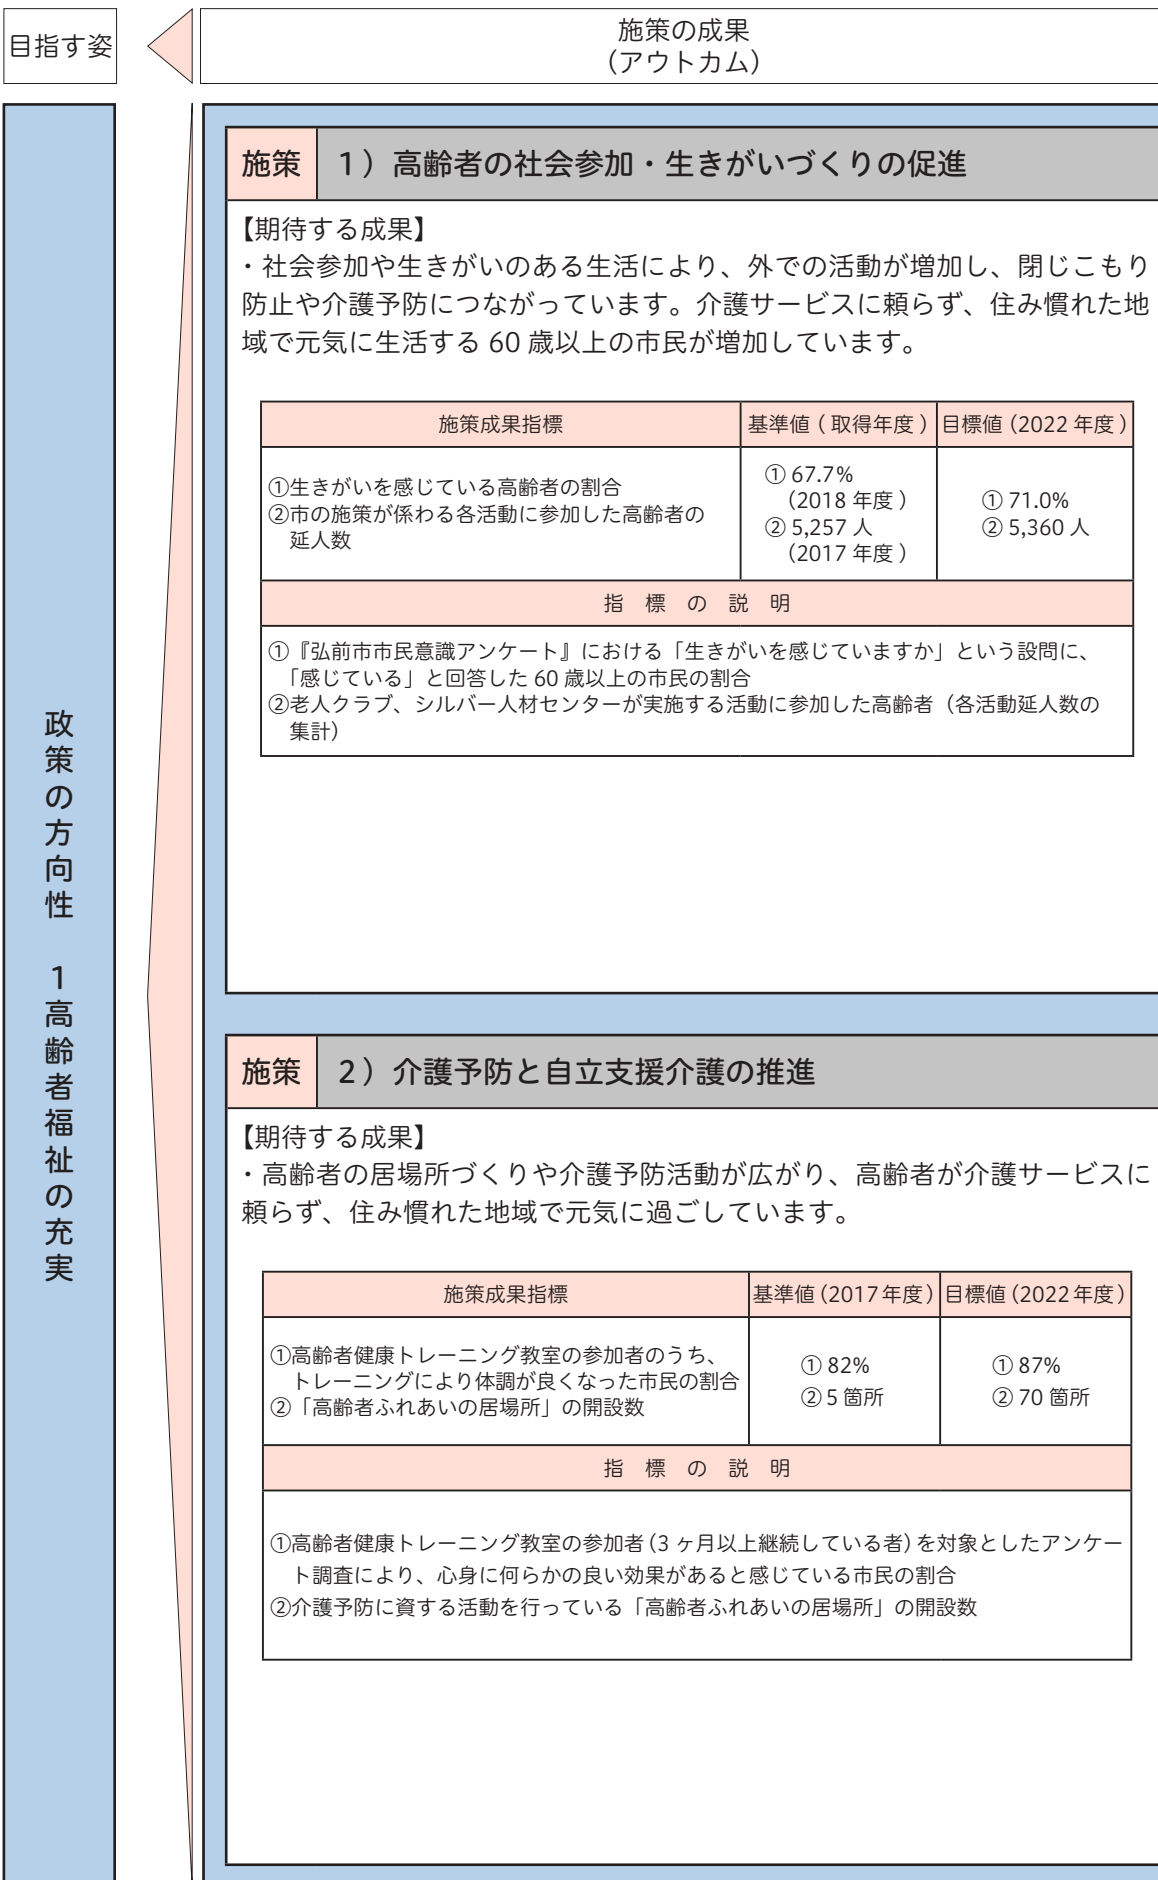 目指す姿
施策の成果
(アウトカム)
政策の方向性 1高齢者福祉の充実
施策 1）高齢者の社会参加・生きがいづくりの促進
【期待する成果】
・社会参加や生きがいのある生活により、外での活動が増加し、閉じこもり
防止や介護予防につながっています。介護サービスに頼らず、住み慣れた地
域で元気に生活する 60 歳以上の市民が増加しています。
施策成果指標 基準値 ( 取得年度 ) 目標値 (2022 年度 )
①生きがいを感じている高齢者の割合
②市の施策が係わる各活動に参加した高齢者の
延人数
① 67.7%
(2018 年度 )
② 5,257 人
(2017 年度 )
① 71.0%
② 5,360 人
指 標 の 説 明
①『弘前市市民意識アンケート』における「生きがいを感じていますか」という設問に、
「感じている」と回答した 60 歳以上の市民の割合
②老人クラブ、シルバー人材センターが実施する活動に参加した高齢者（各活動延人数の
集計）
施策 2）介護予防と自立支援介護の推進
【期待する成果】
・高齢者の居場所づくりや介護予防活動が広がり、高齢者が介護サービスに
頼らず、住み慣れた地域で元気に過ごしています。
施策成果指標 基準値 (2017 年度) 目標値 (2022 年度)
①高齢者健康トレーニング教室の参加者のうち、
トレーニングにより体調が良くなった市民の割合
②「高齢者ふれあいの居場所」の開設数
① 82%
② 5 箇所
① 87%
② 70 箇所
指 標 の 説 明
①高齢者健康トレーニング教室の参加者 (3 ヶ月以上継続している者) を対象としたアンケー
ト調査により、心身に何らかの良い効果があると感じている市民の割合
②介護予防に資する活動を行っている「高齢者ふれあいの居場所」の開設数